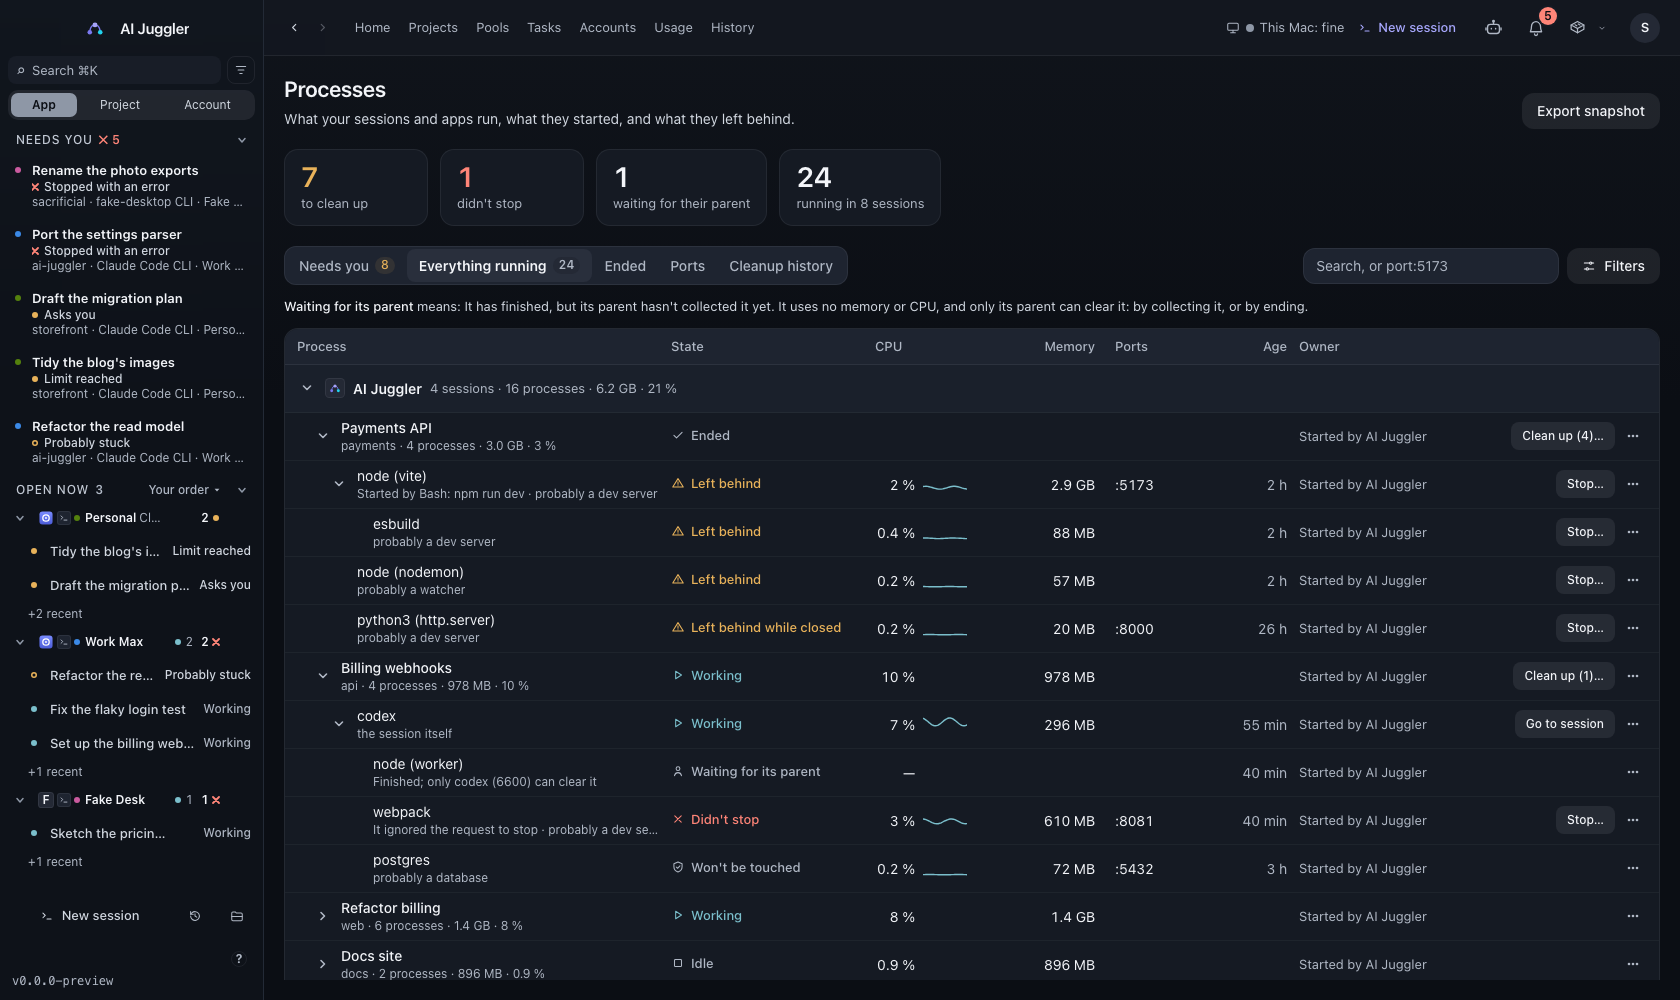 AI Juggler
Search ⌘K
App Project Account
NEEDS YOU 5
Rename the photo exports
Stopped with an error
sacrificial · fake-desktop CLI · Fake ...
Port the settings parser
Stopped with an error
ai-juggler · Claude Code CLI · Work ...
Draft the migration plan
Asks you
storefront · Claude Code CLI · Perso...
Tidy the blog's images
Limit reached
storefront · Claude Code CLI · Perso...
Refactor the read model
Probably stuck
ai-juggler · Claude Code CLI · Work ...
OPEN NOW 3 Your order
Personal Cl... 2
Tidy the blog's i... Limit reached
Draft the migration p... Asks you
+2 recent
Work Max 2 2
Refactor the re... Probably stuck
Fix the flaky login test Working
Set up the billing web... Working
+1 recent
F Fake Desk 1 1
Sketch the pricin... Working
+1 recent
New session
?
v0.0.0-preview
Home Projects Pools Tasks Accounts Usage History
This Mac: fine New session 5 S
Processes
What your sessions and apps run, what they started, and what they left behind.
Export snapshot
7 to clean up
1 didn't stop
1 waiting for their parent
24 running in 8 sessions
Needs you 8 Everything running 24 Ended Ports Cleanup history
Search, or port:5173 Filters
Waiting for its parent means: It has finished, but its parent hasn't collected it yet. It uses no memory or CPU, and only its parent can clear it: by collecting it, or by ending.
Process State CPU Memory Ports Age Owner
AI Juggler 4 sessions · 16 processes · 6.2 GB · 21 %
Payments API Ended Started by AI Juggler Clean up (4)... ···
payments · 4 processes · 3.0 GB · 3 %
node (vite) Left behind 2 % 2.9 GB :5173 2 h Started by AI Juggler Stop... ···
Started by Bash: npm run dev · probably a dev server
esbuild Left behind 0.4 % 88 MB 2 h Started by AI Juggler Stop... ···
probably a dev server
node (nodemon) Left behind 0.2 % 57 MB 2 h Started by AI Juggler Stop... ···
probably a watcher
python3 (http.server) Left behind while closed 0.2 % 20 MB :8000 26 h Started by AI Juggler Stop... ···
probably a dev server
Billing webhooks Working 10 % 978 MB Started by AI Juggler Clean up (1)... ···
api · 4 processes · 978 MB · 10 %
codex Working 7 % 296 MB 55 min Started by AI Juggler Go to session ···
the session itself
node (worker) Waiting for its parent — 40 min Started by AI Juggler ···
Finished; only codex (6600) can clear it
webpack Didn't stop 3 % 610 MB :8081 40 min Started by AI Juggler Stop... ···
It ignored the request to stop · probably a dev se...
postgres Won't be touched 0.2 % 72 MB :5432 3 h Started by AI Juggler ···
probably a database
Refactor billing Working 8 % 1.4 GB Started by AI Juggler ···
web · 6 processes · 1.4 GB · 8 %
Docs site Idle 0.9 % 896 MB Started by AI Juggler ···
docs · 2 processes · 896 MB · 0.9 %